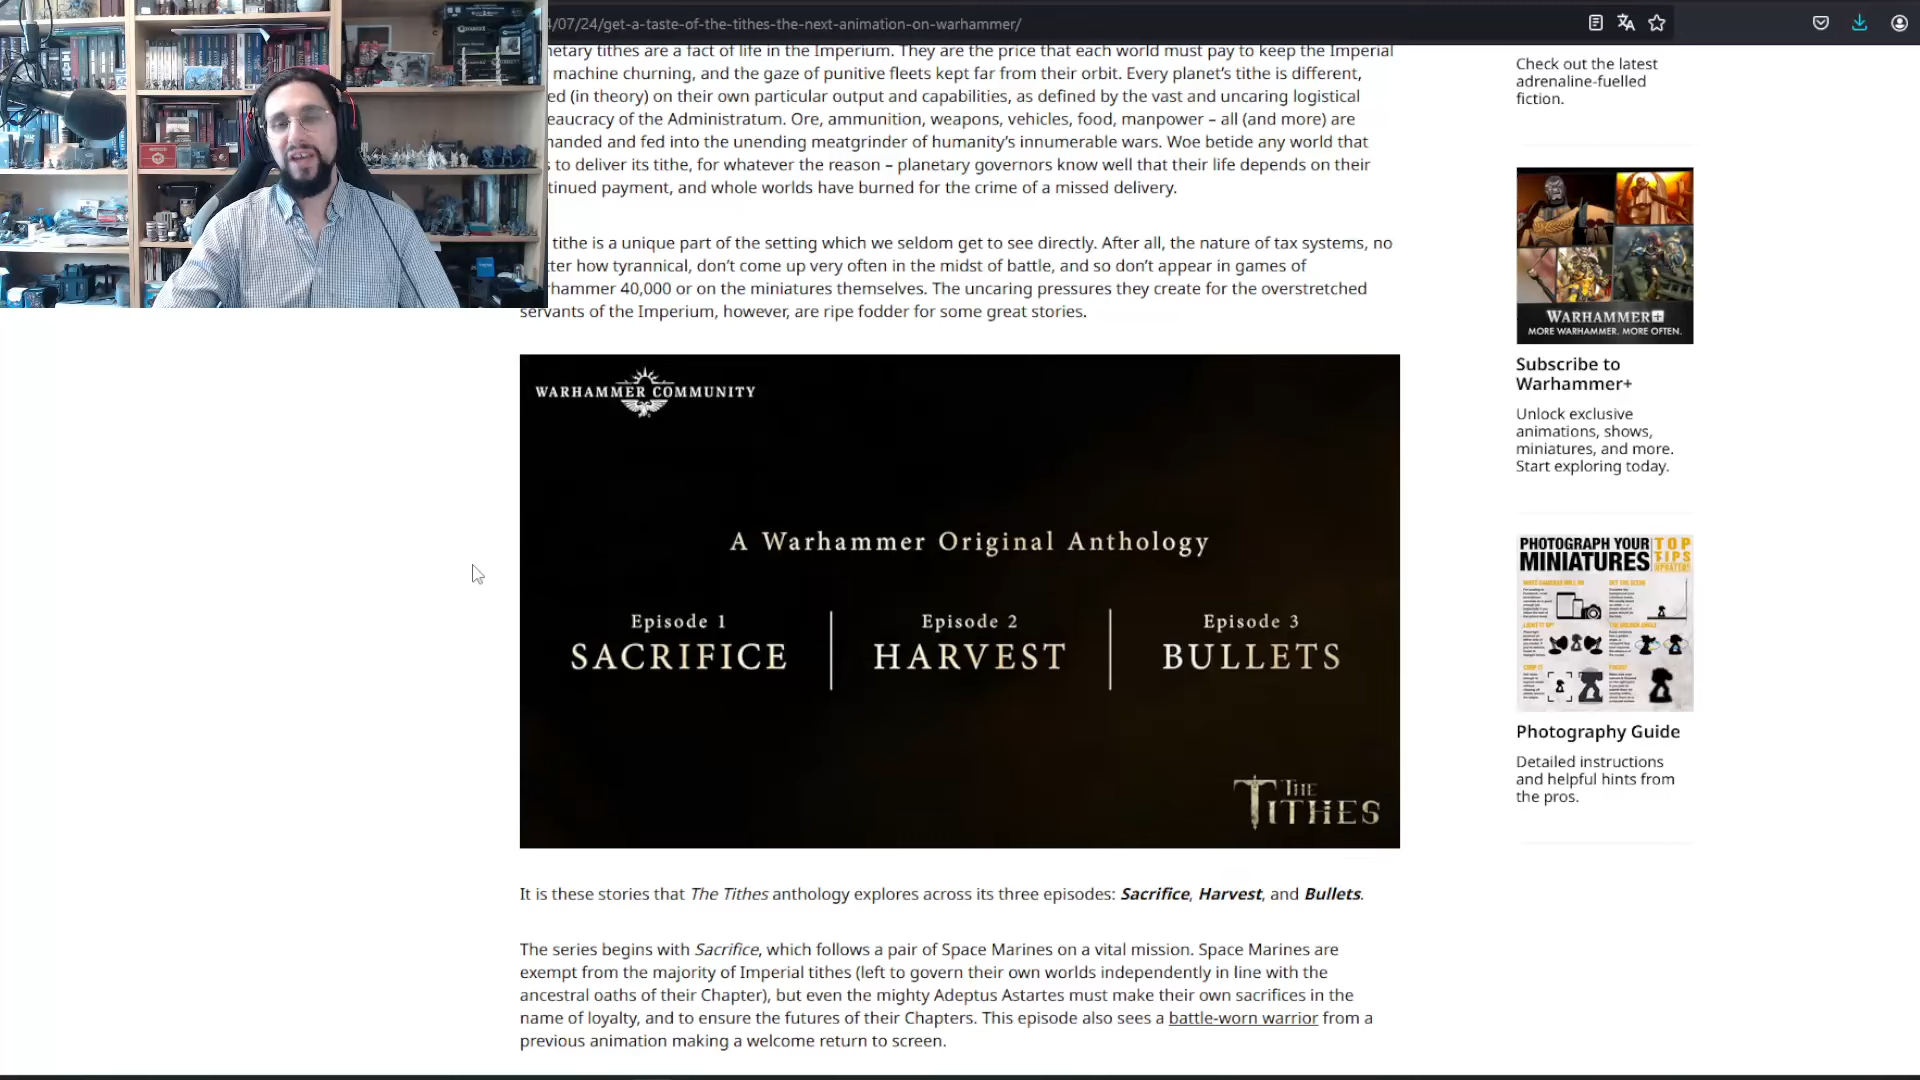 4/07/24/get-a-taste-of-the-tithes-the-next-animation-on-warhammer/
etary tithes are a fact of life in the Imperium. They are the price that each world must pay to keep the Imperial
machine churning, and the gaze of punitive fleets kept far from their orbit. Every planet’s tithe is different,
ed (in theory) on their own particular output and capabilities, as defined by the vast and uncaring logistical
eaucracy of the Administratum. Ore, ammunition, weapons, vehicles, food, manpower – all (and more) are
anded and fed into the unending meatgrinder of humanity’s innumerable wars. Woe betide any world that
s to deliver its tithe, for whatever the reason – planetary governors know well that their life depends on their
tinued payment, and whole worlds have burned for the crime of a missed delivery.
tithe is a unique part of the setting which we seldom get to see directly. After all, the nature of tax systems, no
tter how tyrannical, don’t come up very often in the midst of battle, and so don’t appear in games of
rhammer 40,000 or on the miniatures themselves. The uncaring pressures they create for the overstretched
servants of the Imperium, however, are ripe fodder for some great stories.
WARHAMMER COMMUNITY
A Warhammer Original Anthology
Episode 1
SACRIFICE
Episode 2
HARVEST
Episode 3
BULLETS
THE
TITHES
It is these stories that The Tithes anthology explores across its three episodes: Sacrifice, Harvest, and Bullets.
The series begins with Sacrifice, which follows a pair of Space Marines on a vital mission. Space Marines are
exempt from the majority of Imperial tithes (left to govern their own worlds independently in line with the
ancestral oaths of their Chapter), but even the mighty Adeptus Astartes must make their own sacrifices in the
name of loyalty, and to ensure the futures of their Chapters. This episode also sees a battle-worn warrior from a
previous animation making a welcome return to screen.
Check out the latest
adrenaline-fuelled
fiction.
WARHAMMER+
MORE WARHAMMER. MORE OFTEN.
Subscribe to
Warhammer+
Unlock exclusive
animations, shows,
miniatures, and more.
Start exploring today.
PHOTOGRAPH YOUR
MINIATURES
TOP
TIPS
Photography Guide
Detailed instructions
and helpful hints from
the pros.